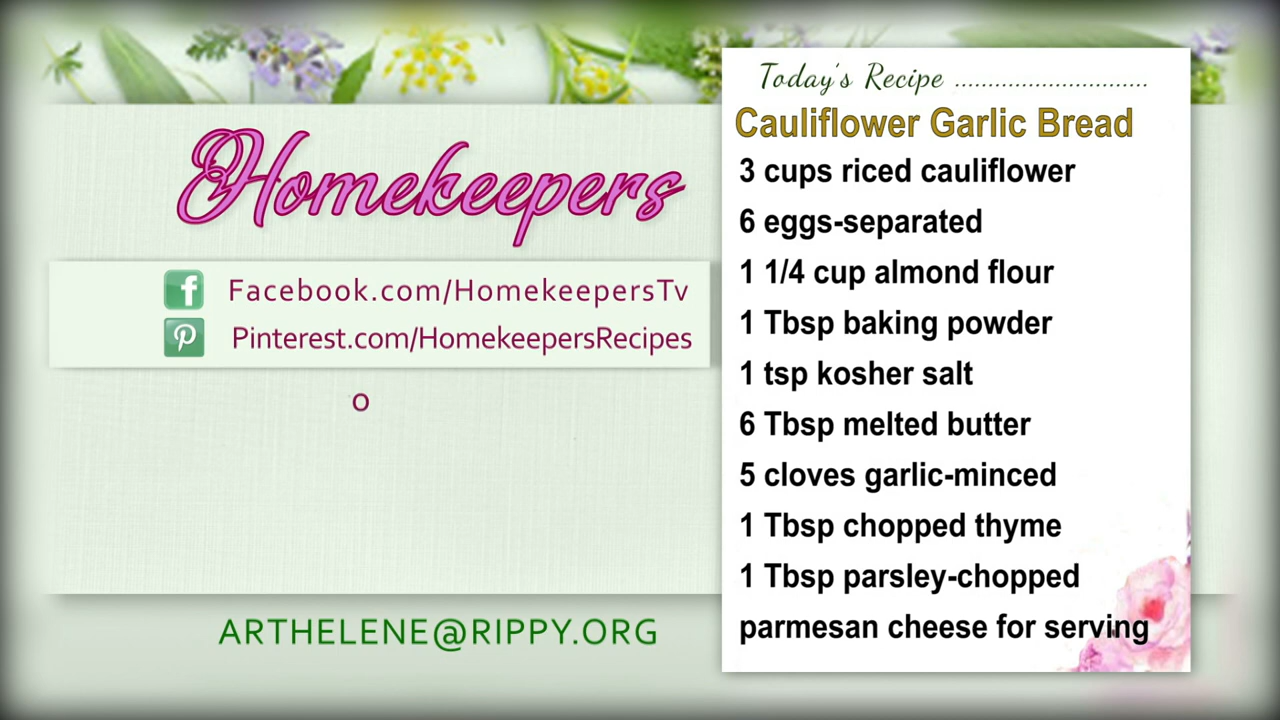 Homekeepers
Facebook.com/HomekeepersTv
Pinterest.com/HomekeepersRecipes
o
ARTHELENE@RIPPY.ORG
Today's Recipe ............................
Cauliflower Garlic Bread
3 cups riced cauliflower
6 eggs-separated
1 1/4 cup almond flour
1 Tbsp baking powder
1 tsp kosher salt
6 Tbsp melted butter
5 cloves garlic-minced
1 Tbsp chopped thyme
1 Tbsp parsley-chopped
parmesan cheese for serving